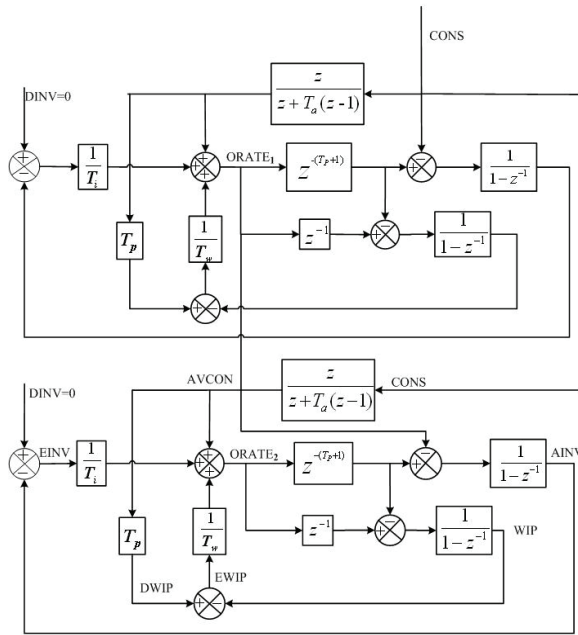 CONS
DINV=0
z
z + T_a (z - 1)
1
T_i
ORATE₁
z^{-(T_P+1)}
1
1 - z^{-1}
T_p
1
T_w
z^{-1}
1
1 - z^{-1}
DINV=0
AVCON
z
z + T_a (z - 1)
CONS
EINV
1
T_i
ORATE₂
z^{-(T_P+1)}
1
1 - z^{-1}
AINV
T_p
1
T_w
z^{-1}
1
1 - z^{-1}
WIP
DWIP
EWIP